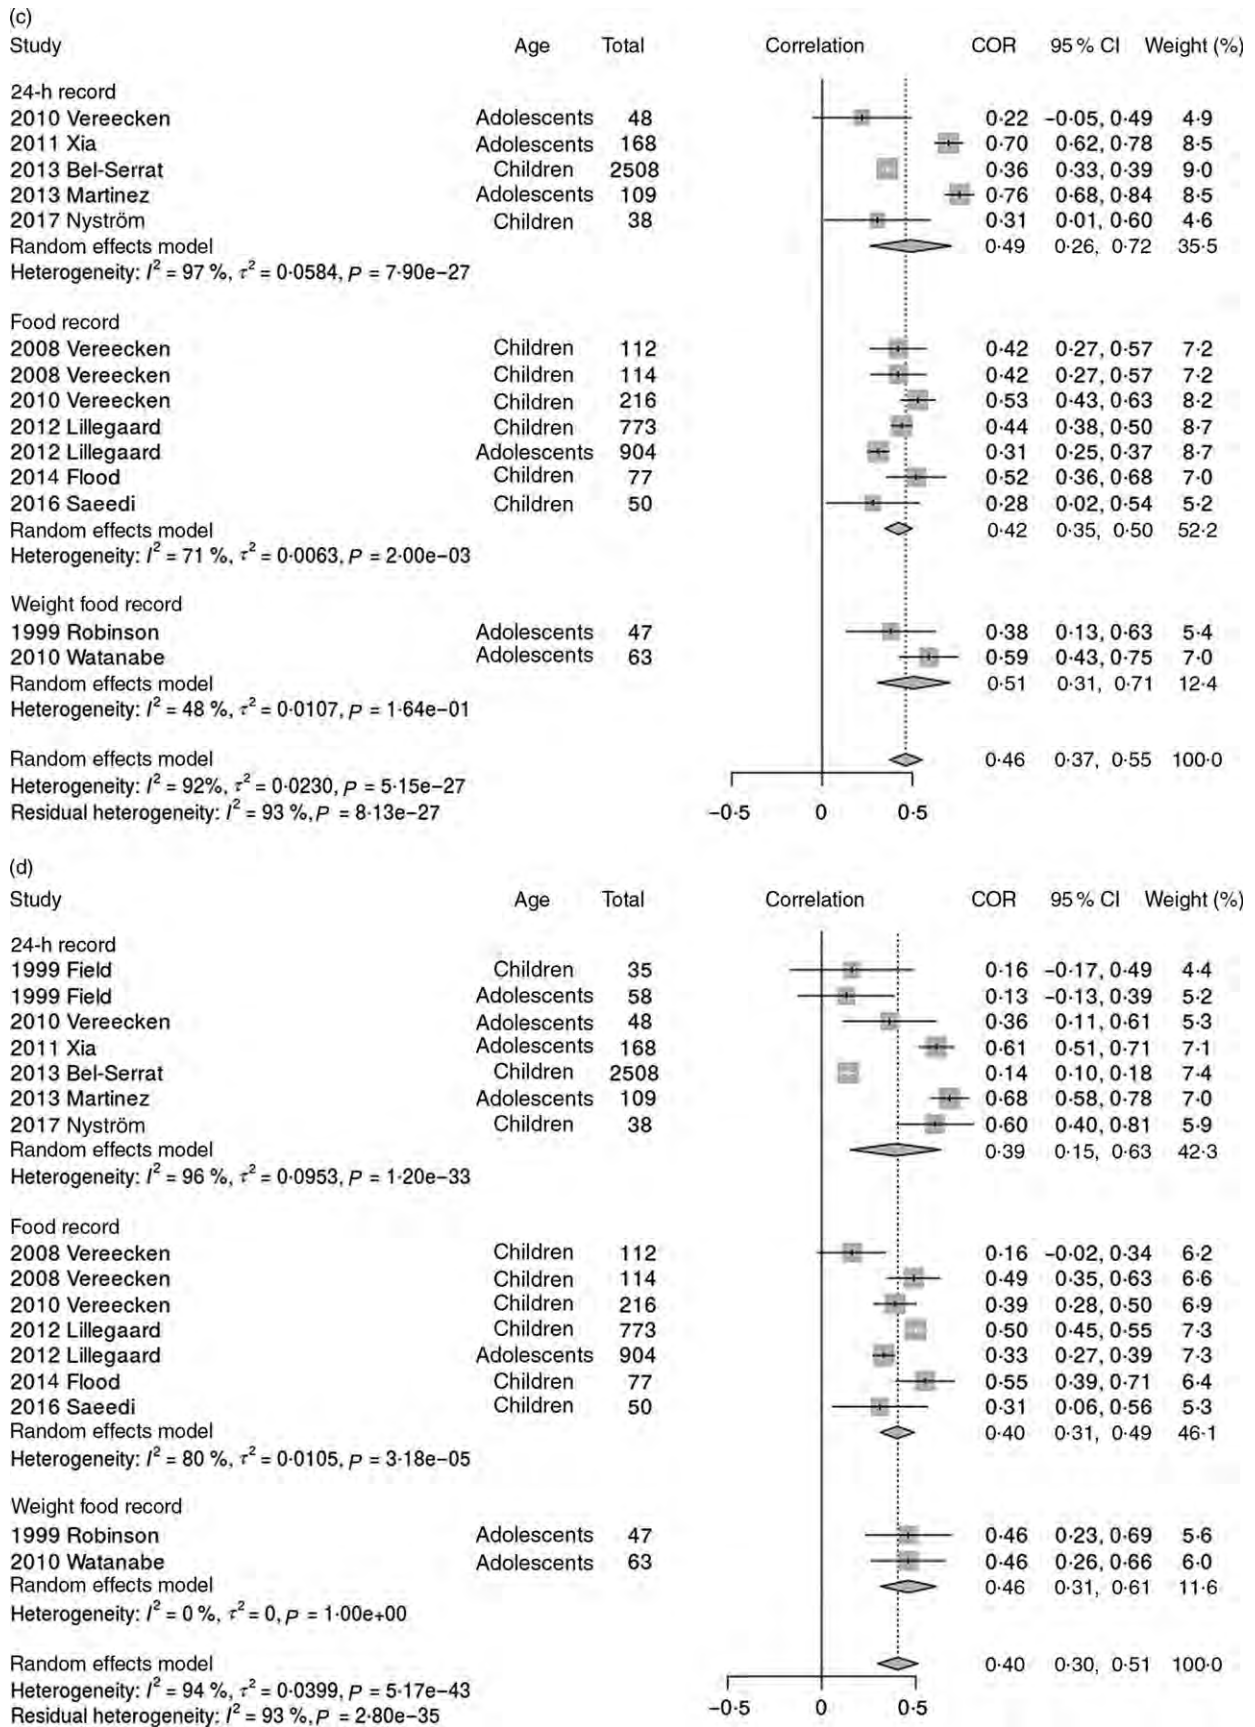 (c)
Study Age Total Correlation COR 95 % CI Weight (%)
24-h record
2010 Vereecken Adolescents 48 0·22 −0·05, 0·49 4·9
2011 Xia Adolescents 168 0·70 0·62, 0·78 8·5
2013 Bel-Serrat Children 2508 0·36 0·33, 0·39 9·0
2013 Martinez Adolescents 109 0·76 0·68, 0·84 8·5
2017 Nyström Children 38 0·31 0·01, 0·60 4·6
Random effects model 0·49 0·26, 0·72 35·5
Heterogeneity: I² = 97 %, τ² = 0·0584, P = 7·90e−27
Food record
2008 Vereecken Children 112 0·42 0·27, 0·57 7·2
2008 Vereecken Children 114 0·42 0·27, 0·57 7·2
2010 Vereecken Children 216 0·53 0·43, 0·63 8·2
2012 Lillegaard Children 773 0·44 0·38, 0·50 8·7
2012 Lillegaard Adolescents 904 0·31 0·25, 0·37 8·7
2014 Flood Children 77 0·52 0·36, 0·68 7·0
2016 Saeedi Children 50 0·28 0·02, 0·54 5·2
Random effects model 0·42 0·35, 0·50 52·2
Heterogeneity: I² = 71 %, τ² = 0·0063, P = 2·00e−03
Weight food record
1999 Robinson Adolescents 47 0·38 0·13, 0·63 5·4
2010 Watanabe Adolescents 63 0·59 0·43, 0·75 7·0
Random effects model 0·51 0·31, 0·71 12·4
Heterogeneity: I² = 48 %, τ² = 0·0107, P = 1·64e−01
Random effects model 0·46 0·37, 0·55 100·0
Heterogeneity: I² = 92%, τ² = 0·0230, P = 5·15e−27
Residual heterogeneity: I² = 93 %, P = 8·13e−27
−0·5 0 0·5
(d)
Study Age Total Correlation COR 95 % CI Weight (%)
24-h record
1999 Field Children 35 0·16 −0·17, 0·49 4·4
1999 Field Adolescents 58 0·13 −0·13, 0·39 5·2
2010 Vereecken Adolescents 48 0·36 0·11, 0·61 5·3
2011 Xia Adolescents 168 0·61 0·51, 0·71 7·1
2013 Bel-Serrat Children 2508 0·14 0·10, 0·18 7·4
2013 Martinez Adolescents 109 0·68 0·58, 0·78 7·0
2017 Nyström Children 38 0·60 0·40, 0·81 5·9
Random effects model 0·39 0·15, 0·63 42·3
Heterogeneity: I² = 96 %, τ² = 0·0953, P = 1·20e−33
Food record
2008 Vereecken Children 112 0·16 −0·02, 0·34 6·2
2008 Vereecken Children 114 0·49 0·35, 0·63 6·6
2010 Vereecken Children 216 0·39 0·28, 0·50 6·9
2012 Lillegaard Children 773 0·50 0·45, 0·55 7·3
2012 Lillegaard Adolescents 904 0·33 0·27, 0·39 7·3
2014 Flood Children 77 0·55 0·39, 0·71 6·4
2016 Saeedi Children 50 0·31 0·06, 0·56 5·3
Random effects model 0·40 0·31, 0·49 46·1
Heterogeneity: I² = 80 %, τ² = 0·0105, P = 3·18e−05
Weight food record
1999 Robinson Adolescents 47 0·46 0·23, 0·69 5·6
2010 Watanabe Adolescents 63 0·46 0·26, 0·66 6·0
Random effects model 0·46 0·31, 0·61 11·6
Heterogeneity: I² = 0 %, τ² = 0, P = 1·00e+00
Random effects model 0·40 0·30, 0·51 100·0
Heterogeneity: I² = 94 %, τ² = 0·0399, P = 5·17e−43
Residual heterogeneity: I² = 93 %, P = 2·80e−35
−0·5 0 0·5